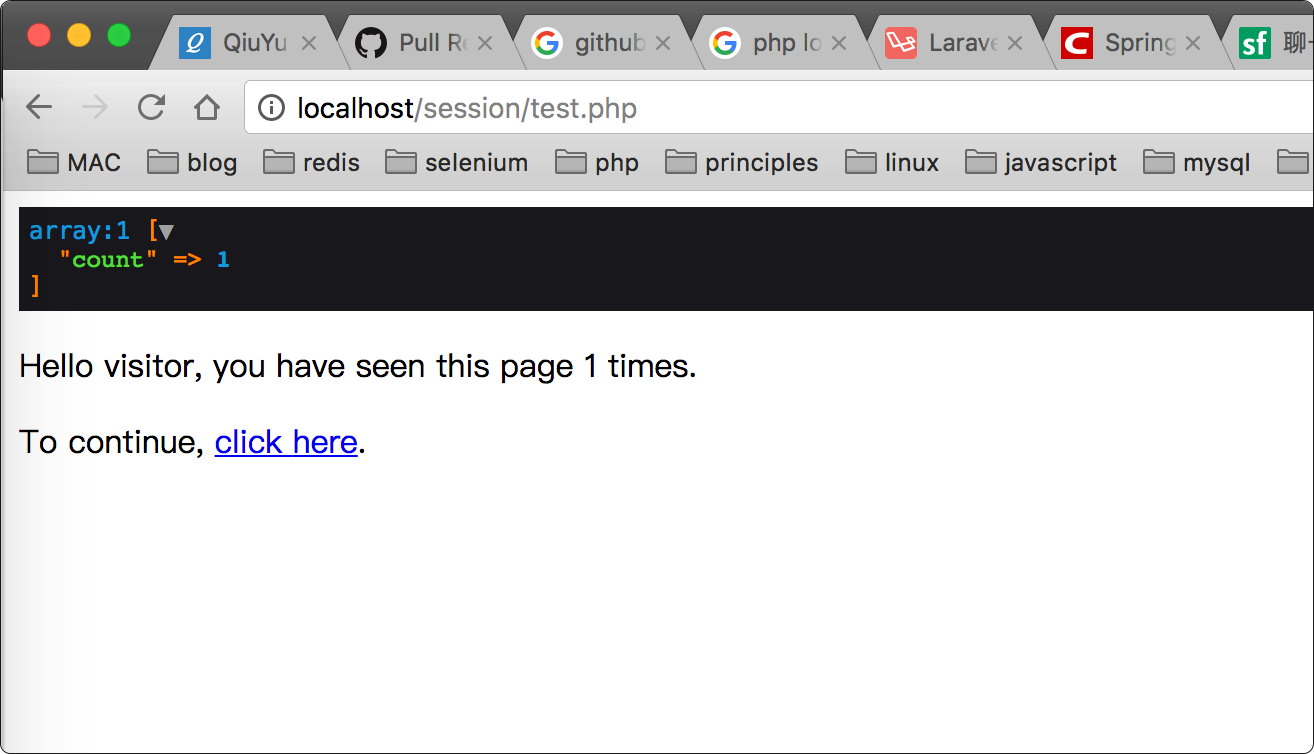 QiuYu
Pull Re
github
php lo
Larave
Spring
sf 聊
localhost/session/test.php
MAC blog redis selenium php principles linux javascript mysql
array:1 [▼
"count" => 1
]
Hello visitor, you have seen this page 1 times.
To continue, click here.